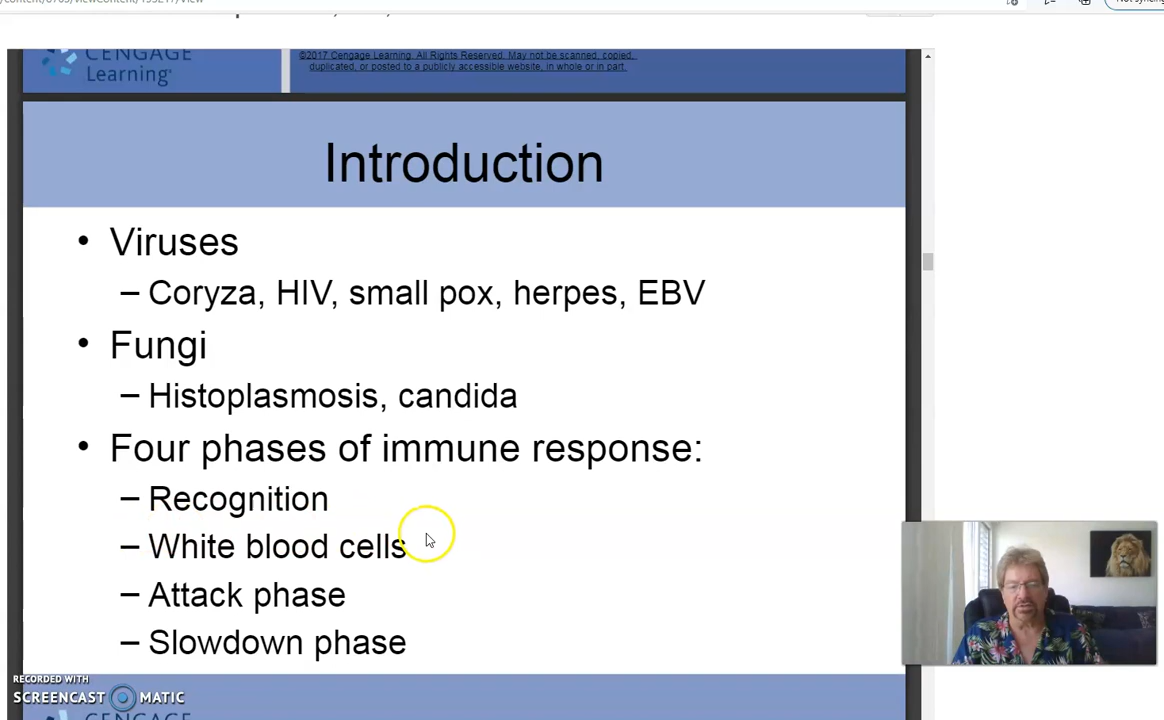 CENGAGE
Learning®
©2017 Cengage Learning. All Rights Reserved. May not be scanned, copied,
duplicated, or posted to a publicly accessible website, in whole or in part.
Introduction
• Viruses
– Coryza, HIV, small pox, herpes, EBV
• Fungi
– Histoplasmosis, candida
• Four phases of immune response:
– Recognition
– White blood cells
– Attack phase
– Slowdown phase
RECORDED WITH
SCREENCAST MATIC
CENGAGE